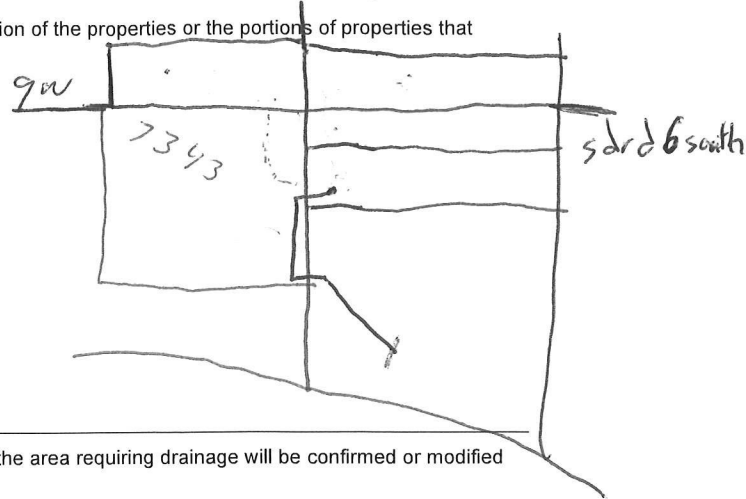 ion of the properties or the portions of properties that
7343
sdrd 6 south
the area requiring drainage will be confirmed or modified